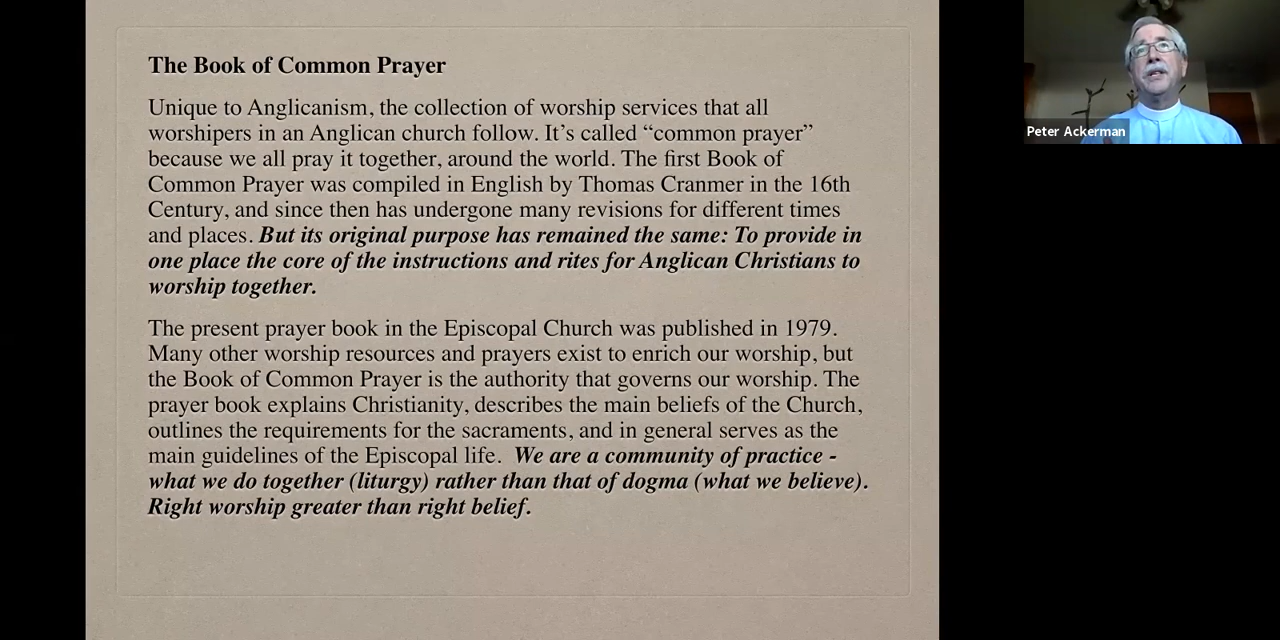 The Book of Common Prayer
Unique to Anglicanism, the collection of worship services that all
worshipers in an Anglican church follow. It’s called “common prayer”
because we all pray it together, around the world. The first Book of
Common Prayer was compiled in English by Thomas Cranmer in the 16th
Century, and since then has undergone many revisions for different times
and places. But its original purpose has remained the same: To provide in
one place the core of the instructions and rites for Anglican Christians to
worship together.
The present prayer book in the Episcopal Church was published in 1979.
Many other worship resources and prayers exist to enrich our worship, but
the Book of Common Prayer is the authority that governs our worship. The
prayer book explains Christianity, describes the main beliefs of the Church,
outlines the requirements for the sacraments, and in general serves as the
main guidelines of the Episcopal life.  We are a community of practice -
what we do together (liturgy) rather than that of dogma (what we believe).
Right worship greater than right belief.
Peter Ackerman